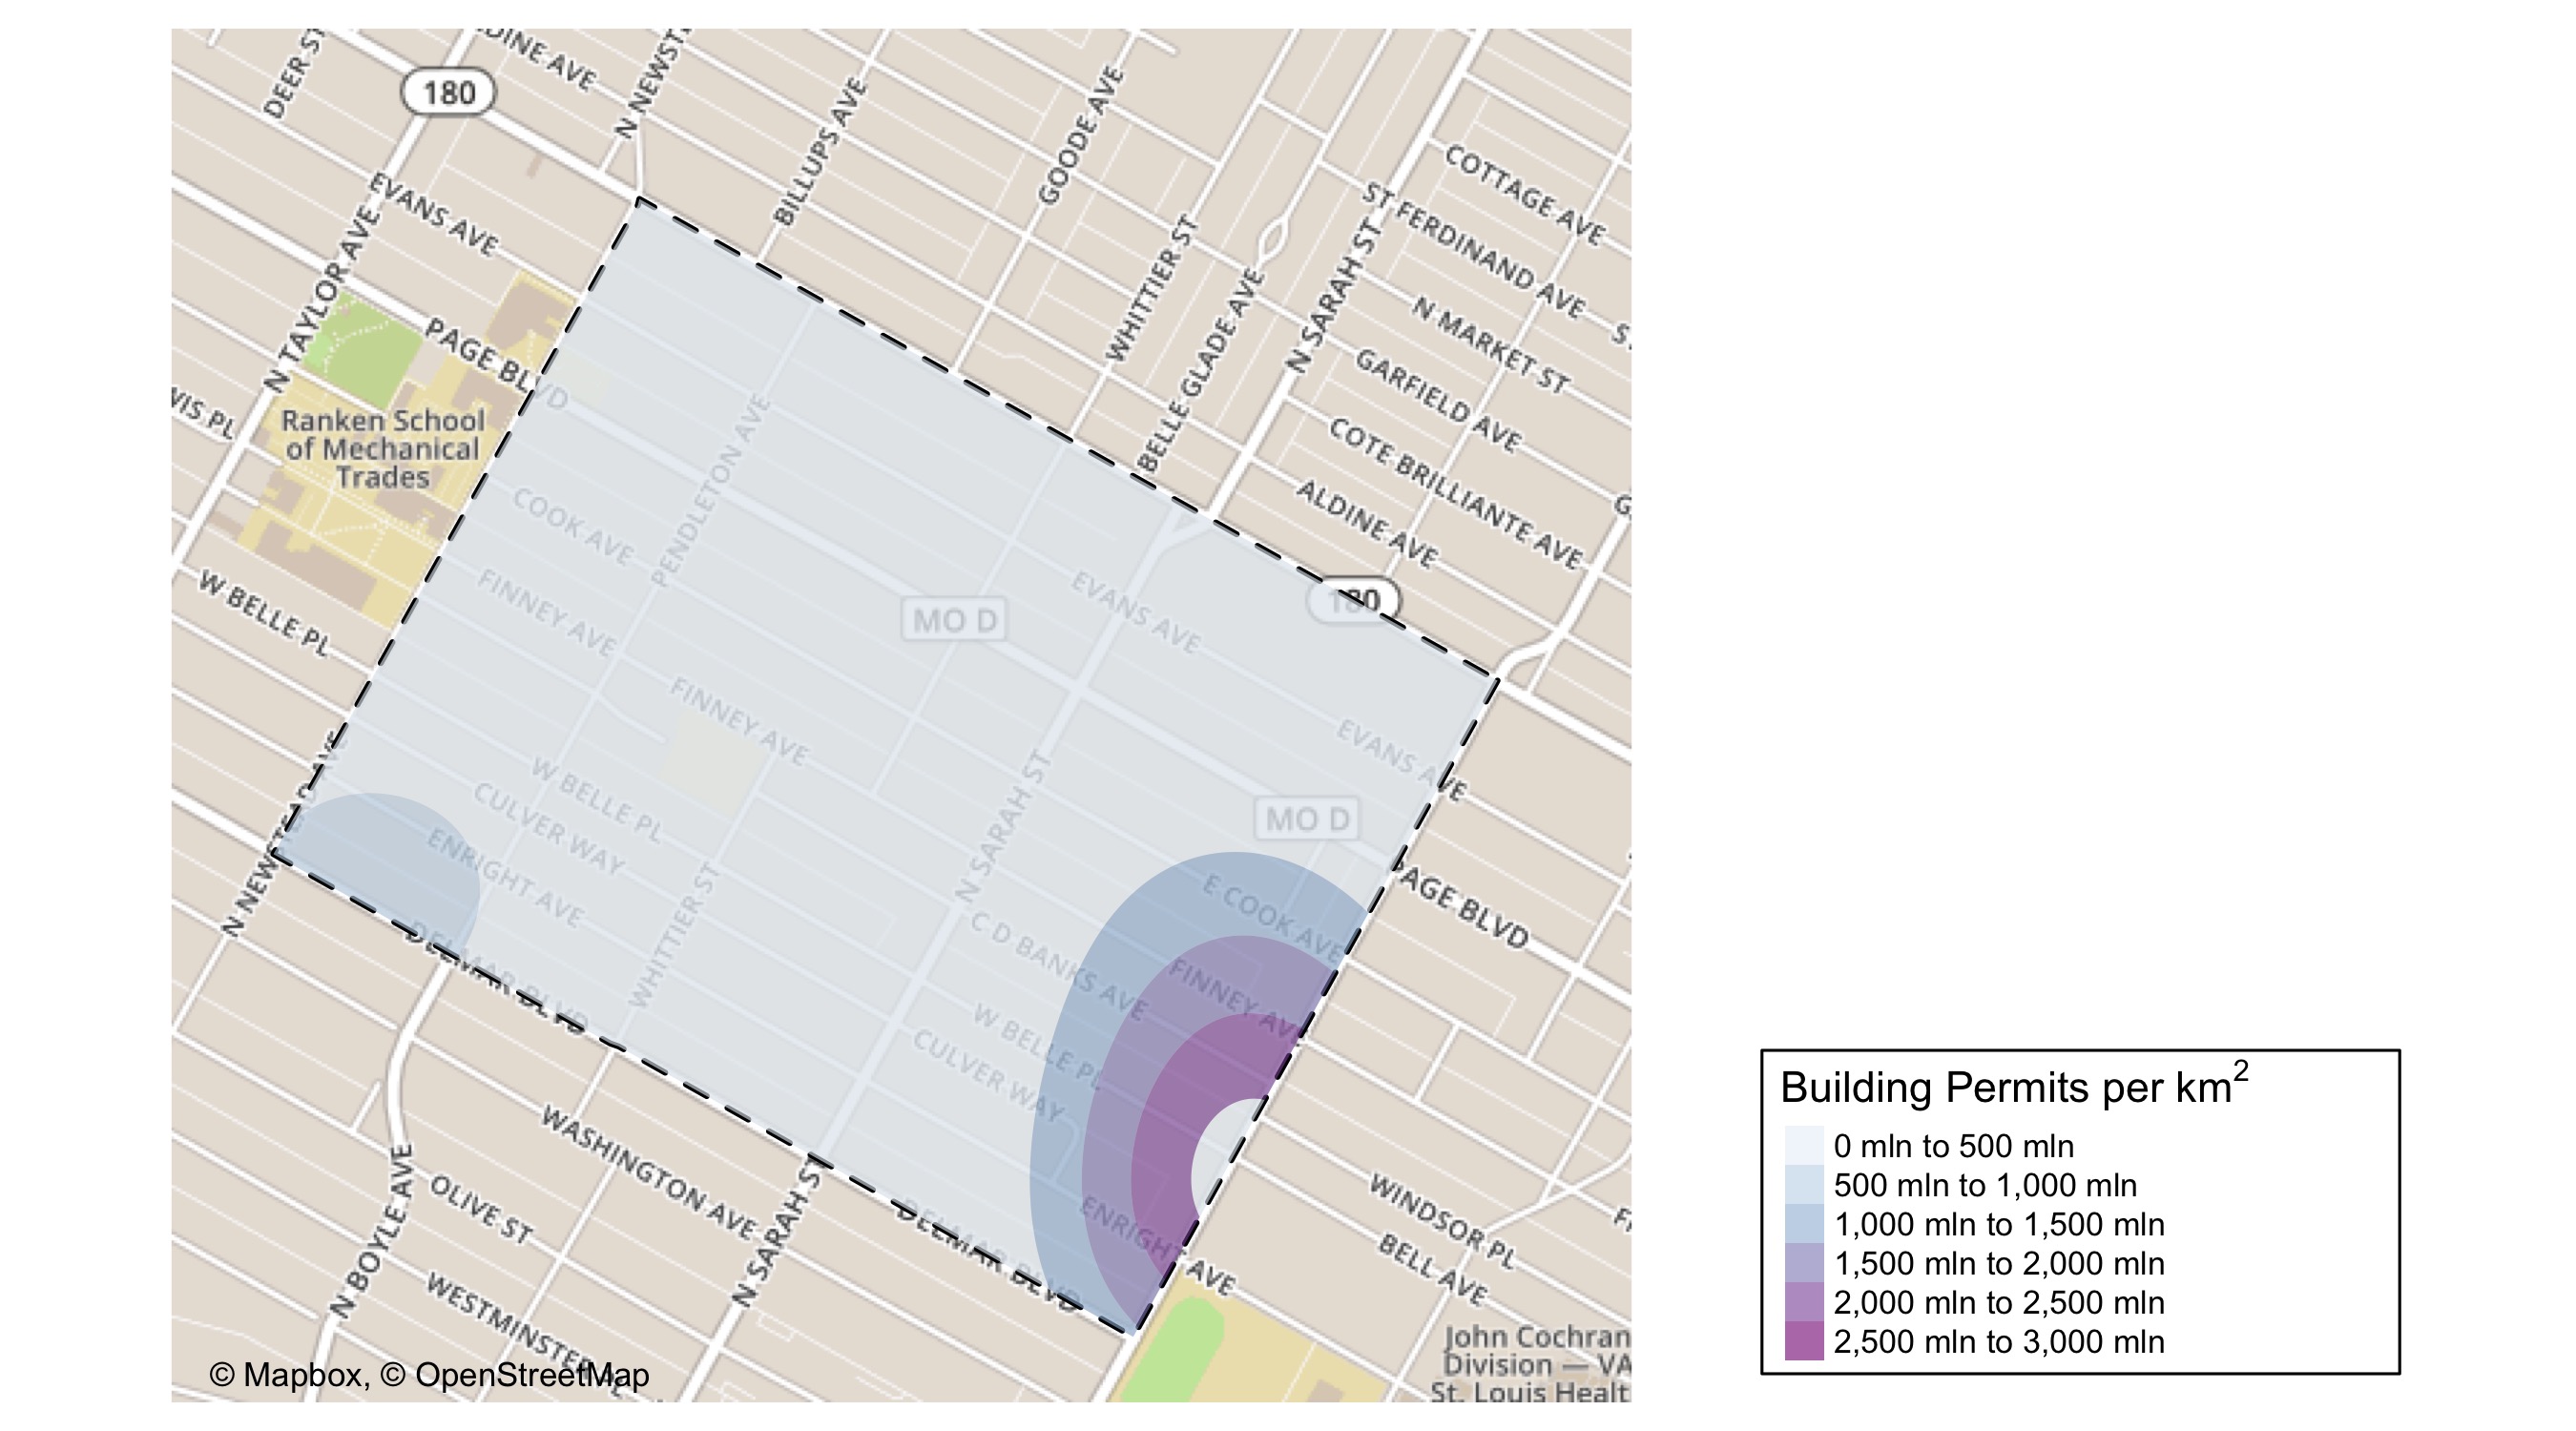 DEER ST
DINE AVE
N NEWST
180
BILLUPS AVE
GOODE AVE
COTTAGE AVE
ST FERDINAND AVE
EVANS AVE
N TAYLOR AVE
WHITTIER ST
BELLE GLADE AVE
N SARAH ST
N MARKET ST
S
GARFIELD AVE
PAGE BLVD
VIS PL
Ranken School
of Mechanical
Trades
COTE BRILLIANTE AVE
ALDINE AVE
G
PENDLETON AVE
COOK AVE
FINNEY AVE
W BELLE PL
MO D
EVANS AVE
180
FINNEY AVE
EVANS AVE
W BELLE PL
CULVER WAY
N SARAH ST
MO D
N NEWSTEAD AVE
ENRIGHT AVE
WHITTIER ST
E COOK AVE
PAGE BLVD
C D BANKS AVE
FINNEY AVE
DELMAR BLVD
W BELLE PL
CULVER WAY
WASHINGTON AVE
OLIVE ST
N BOYLE AVE
N SARAH ST
DELMAR BLVD
ENRIGHT AVE
WINDSOR PL
BELL AVE
WESTMINSTER PL
John Cochran
Division — VA
St. Louis Healt
© Mapbox, © OpenStreetMap
Building Permits per km²
0 mln to 500 mln
500 mln to 1,000 mln
1,000 mln to 1,500 mln
1,500 mln to 2,000 mln
2,000 mln to 2,500 mln
2,500 mln to 3,000 mln